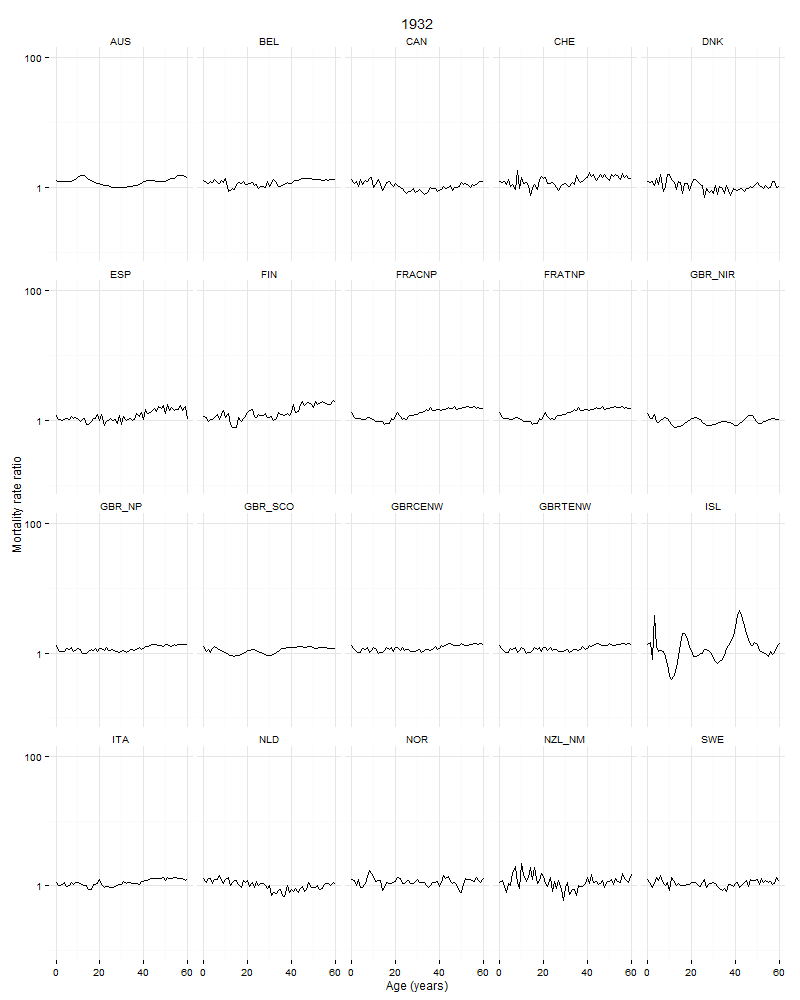 1932
AUS BEL CAN CHE DNK
100
1
ESP FIN FRACNP FRATNP GBR_NIR
100
1
Mortality rate ratio
GBR_NP GBR_SCO GBRCENW GBRTENW ISL
100
1
ITA NLD NOR NZL_NM SWE
100
1
0 20 40 60 0 20 40 60 0 20 40 60 0 20 40 60 0 20 40 60
Age (years)